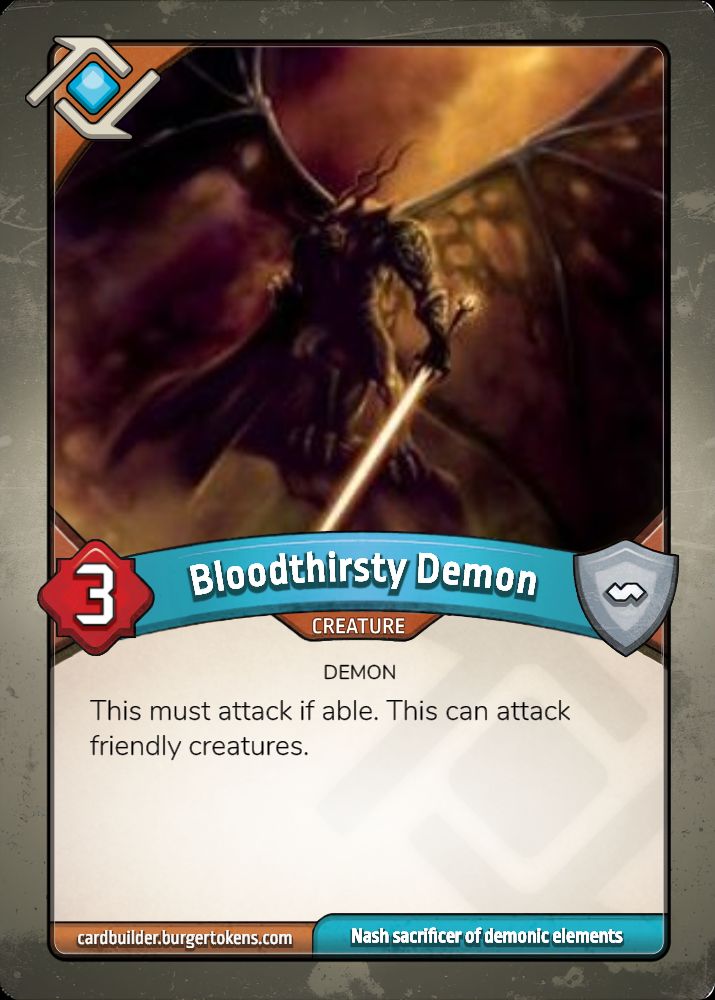 Bloodthirsty Demon
3
~
CREATURE
DEMON
This must attack if able. This can attack
friendly creatures.
cardbuilder.burgertokens.com
Nash sacrificer of demonic elements